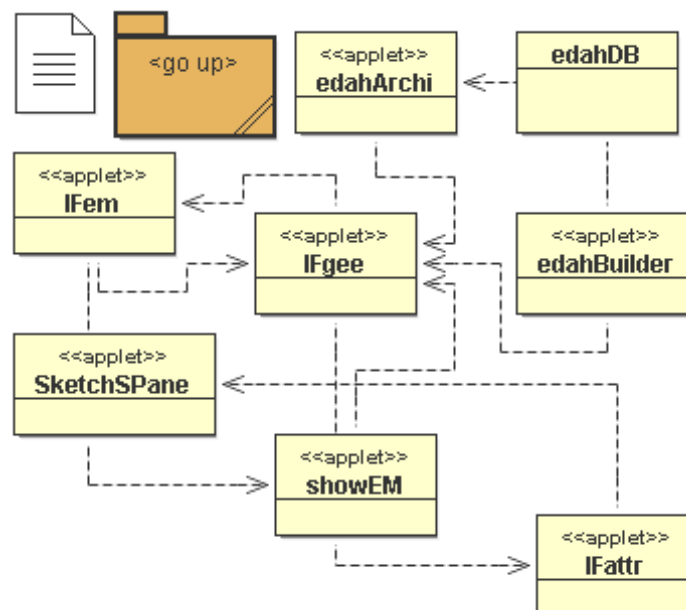 <go up>
<<applet>>
edahArchi
edahDB
<<applet>>
IFem
<<applet>>
IFgee
<<applet>>
edahBuilder
<<applet>>
SketchSPane
<<applet>>
showEM
<<applet>>
IFattr